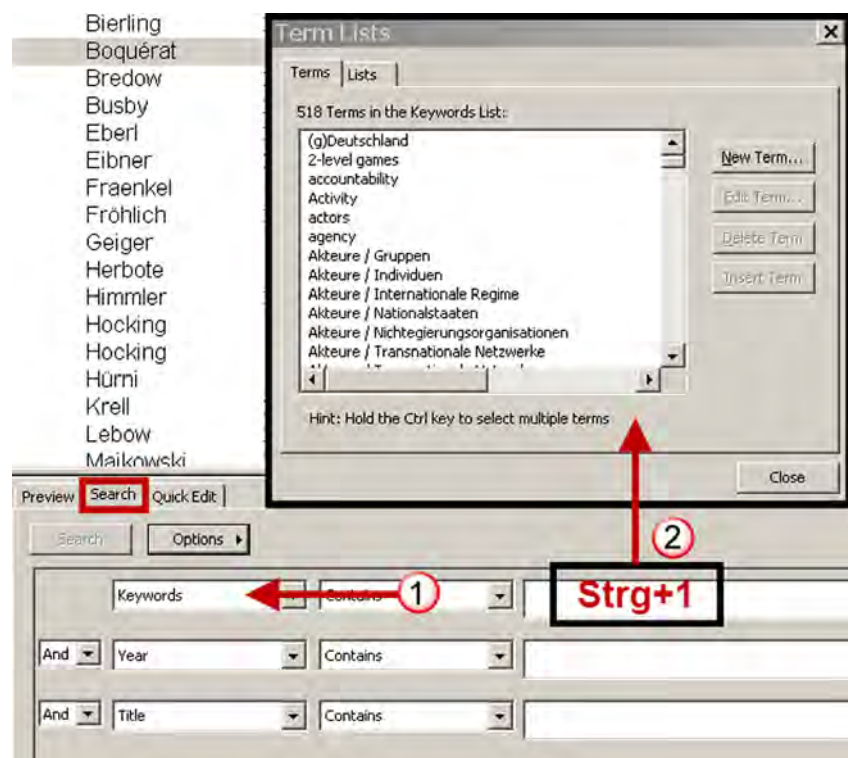 Bierling
Boquérat
Bredow
Busby
Eberl
Eibner
Fraenkel
Fröhlich
Geiger
Herbote
Himmler
Hocking
Hocking
Hürni
Krell
Lebow
Maikowski
Term Lists
Terms Lists
518 Terms in the Keywords List:
(g)Deutschland
2-level games
accountability
Activity
actors
agency
Akteure / Gruppen
Akteure / Individuen
Akteure / Internationale Regime
Akteure / Nationalstaaten
Akteure / Nichtegierungsorganisationen
Akteure / Transnationale Netzwerke
New Term...
Edit Term...
Delete Term
Insert Term
Hint: Hold the Ctrl key to select multiple terms
Close
Preview Search Quick Edit
Search Options
2
Keywords Contains 1 Strg+1
And Year Contains
And Title Contains